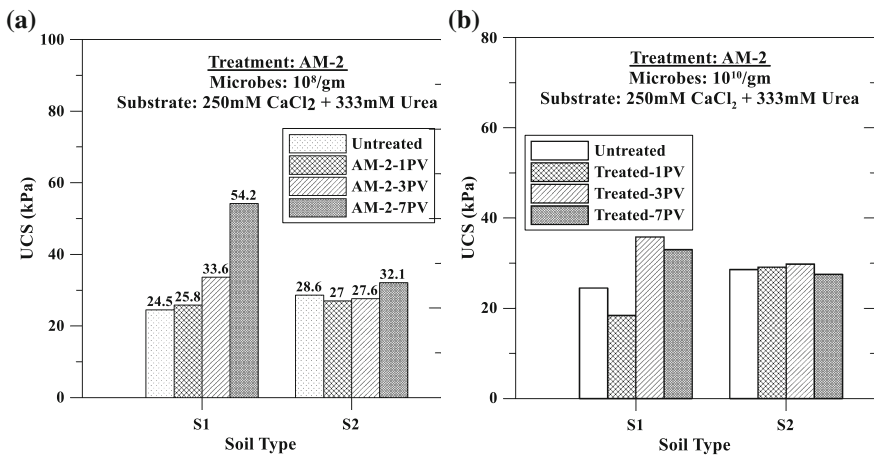 (a)
Treatment: AM-2
Microbes: 10⁸/gm
Substrate: 250mM CaCl₂ + 333mM Urea
Untreated
AM-2-1PV
AM-2-3PV
AM-2-7PV
100
80
60
40
20
0
UCS (kPa)
24.5
25.8
33.6
54.2
28.6
27
27.6
32.1
S1
S2
Soil Type
(b)
Treatment: AM-2
Microbes: 10¹⁰/gm
Substrate: 250mM CaCl₂ + 333mM Urea
Untreated
Treated-1PV
Treated-3PV
Treated-7PV
80
60
40
20
0
UCS (kPa)
S1
S2
Soil Type